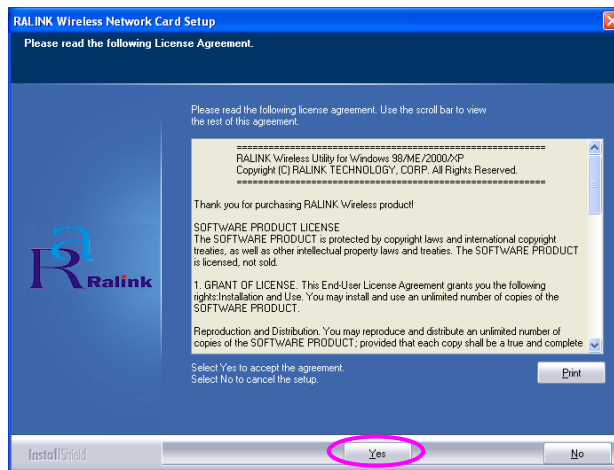 RALINK Wireless Network Card Setup
Please read the following License Agreement.
Please read the following license agreement. Use the scroll bar to view
the rest of this agreement.
============================================================
RALINK Wireless Utility for Windows 98/ME/2000/XP
Copyright (C) RALINK TECHNOLOGY, CORP. All Rights Reserved.
============================================================
Thank you for purchasing RALINK Wireless product!
SOFTWARE PRODUCT LICENSE
The SOFTWARE PRODUCT is protected by copyright laws and international copyright
treaties, as well as other intellectual property laws and treaties. The SOFTWARE PRODUCT
is licensed, not sold.
1. GRANT OF LICENSE. This End-User License Agreement grants you the following
rights:Installation and Use. You may install and use an unlimited number of copies of the
SOFTWARE PRODUCT.
Reproduction and Distribution. You may reproduce and distribute an unlimited number of
copies of the SOFTWARE PRODUCT; provided that each copy shall be a true and complete
Ralink
Select Yes to accept the agreement.
Select No to cancel the setup.
Print
InstallShield
Yes
No